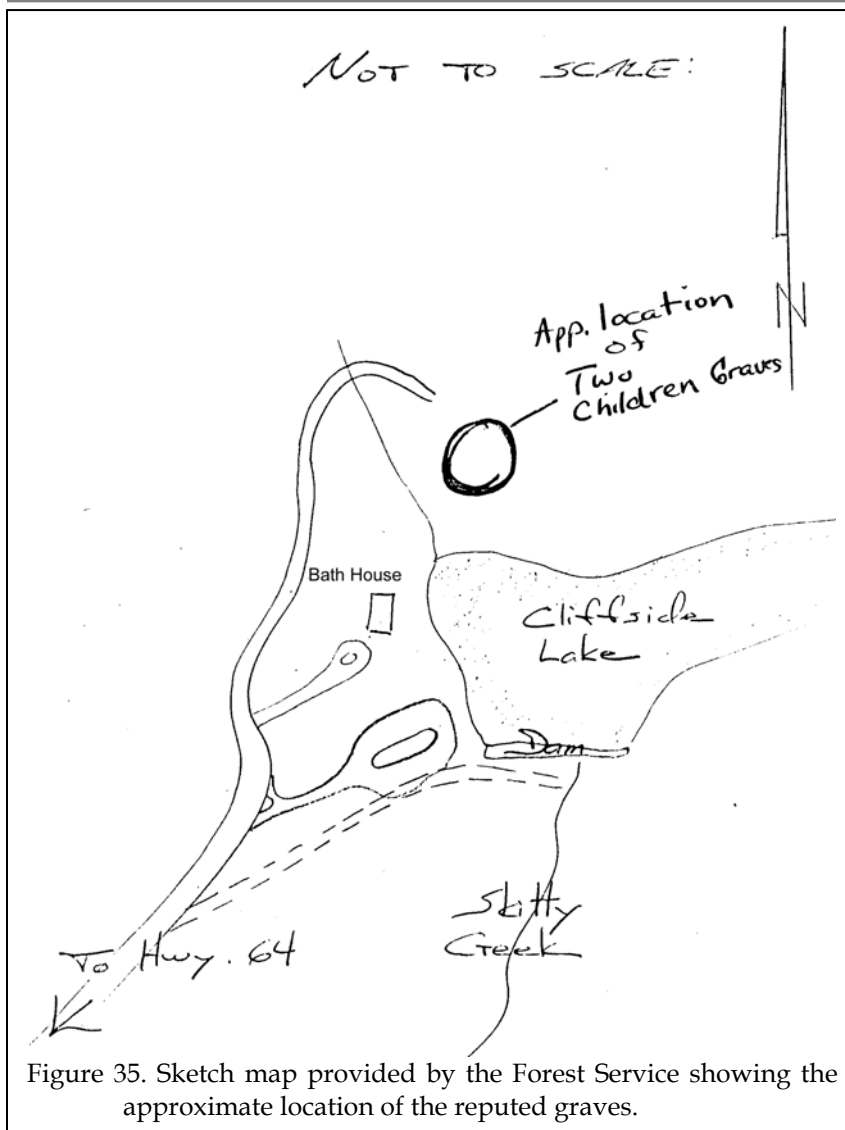 NOT TO SCALE:
N
App. location
of
Two
Children Graves
Bath House
Cliffside
Lake
Dam
Skitty
Creek
To Hwy. 64
Figure 35. Sketch map provided by the Forest Service showing the
approximate location of the reputed graves.